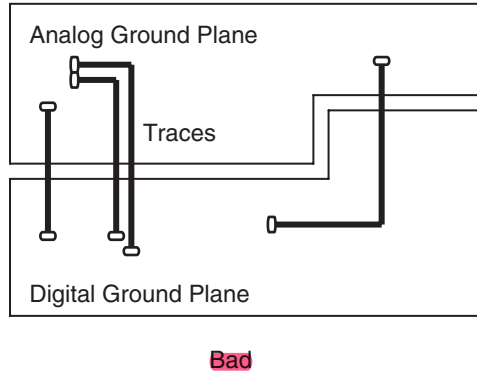 Analog Ground Plane
Traces
Digital Ground Plane
Bad